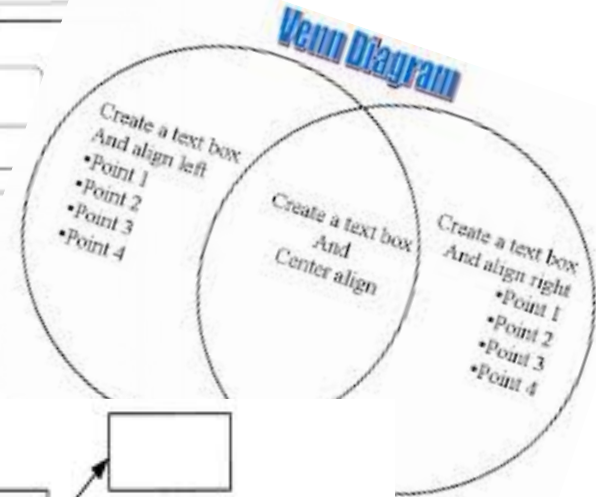 Venn Diagram
Create a text box
And align left
•Point 1
•Point 2
•Point 3
•Point 4
Create a text box
And
Center align
Create a text box
And align right
•Point 1
•Point 2
•Point 3
•Point 4